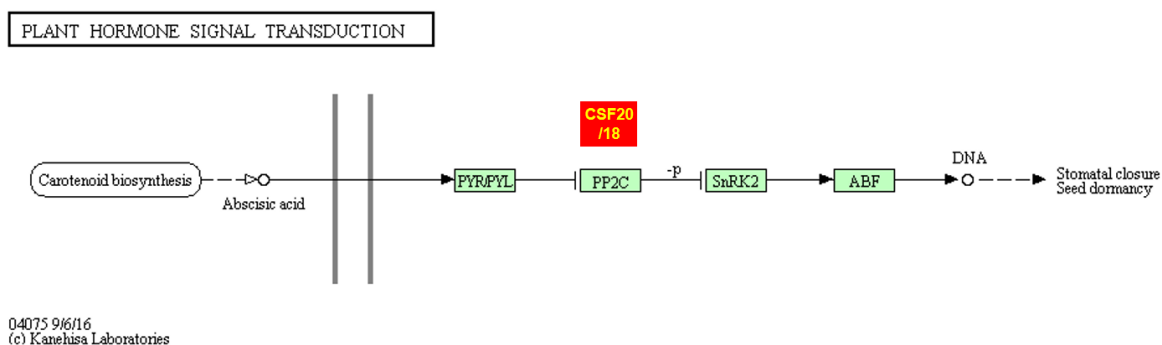 PLANT HORMONE SIGNAL TRANSDUCTION
CSF20
/18
DNA
-p
Carotenoid biosynthesis
PYR/PYL
PP2C
SnRK2
ABF
Stomatal closure
Seed dormancy
Abscisic acid
04075 9/6/16
(c) Kanehisa Laboratories